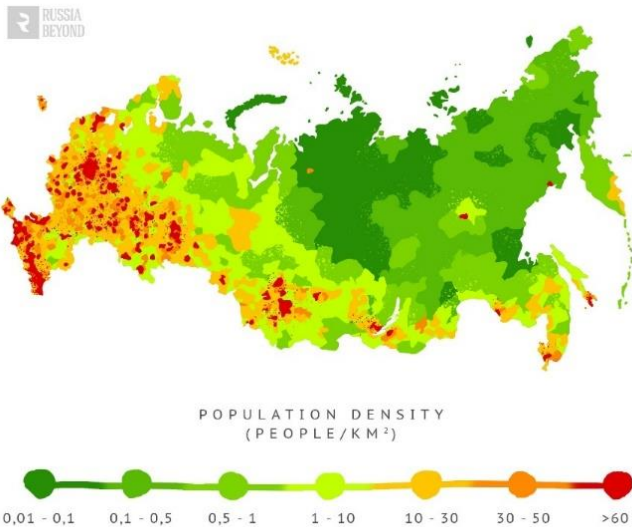 RUSSIA
BEYOND
POPULATION DENSITY
(PEOPLE/KM²)
0,01 - 0,1 0,1 - 0,5 0,5 - 1 1 - 10 10 - 30 30 - 50 >60